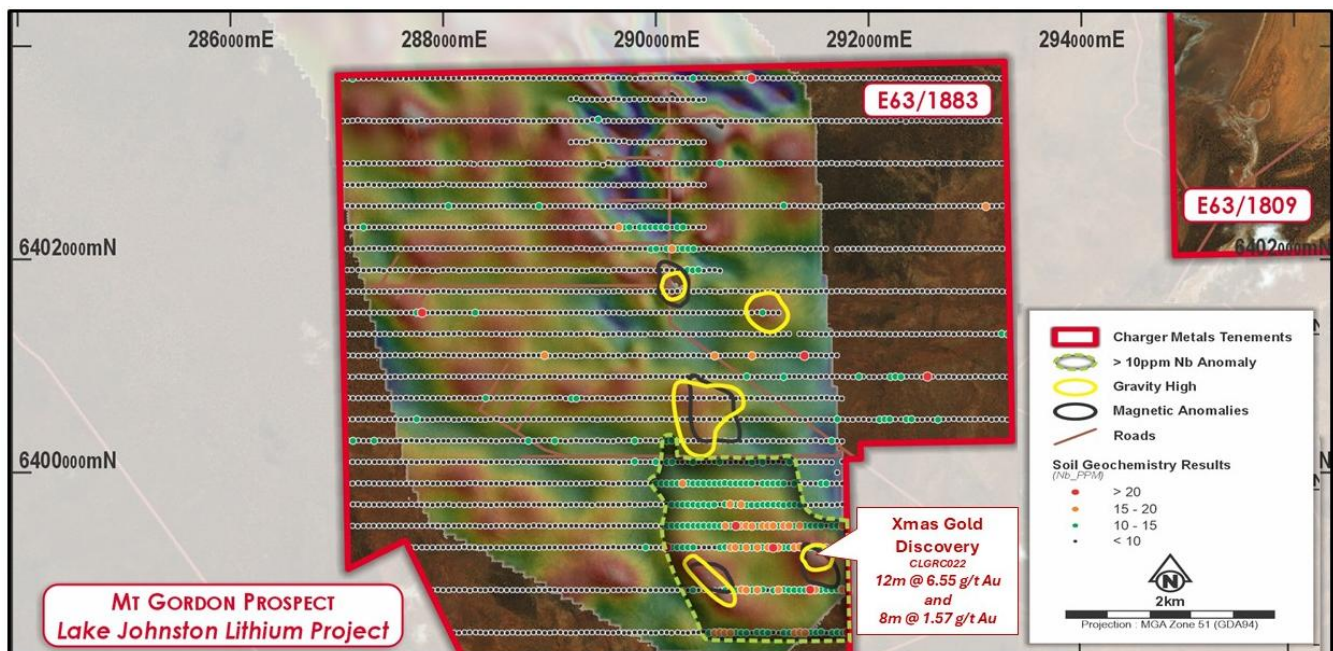 286000mE
288000mE
290000mE
292000mE
294000mE
E63/1883
E63/1809
6402000mN
6402000mN
Charger Metals Tenements
> 10ppm Nb Anomaly
Gravity High
Magnetic Anomalies
Roads
Soil Geochemistry Results
(Nb_PPM)
> 20
15 - 20
10 - 15
< 10
N
2km
Projection : MGA Zone 51 (GDA94)
6400000mN
Xmas Gold
Discovery
CLGRC022
12m @ 6.55 g/t Au
and
8m @ 1.57 g/t Au
MT GORDON PROSPECT
Lake Johnston Lithium Project